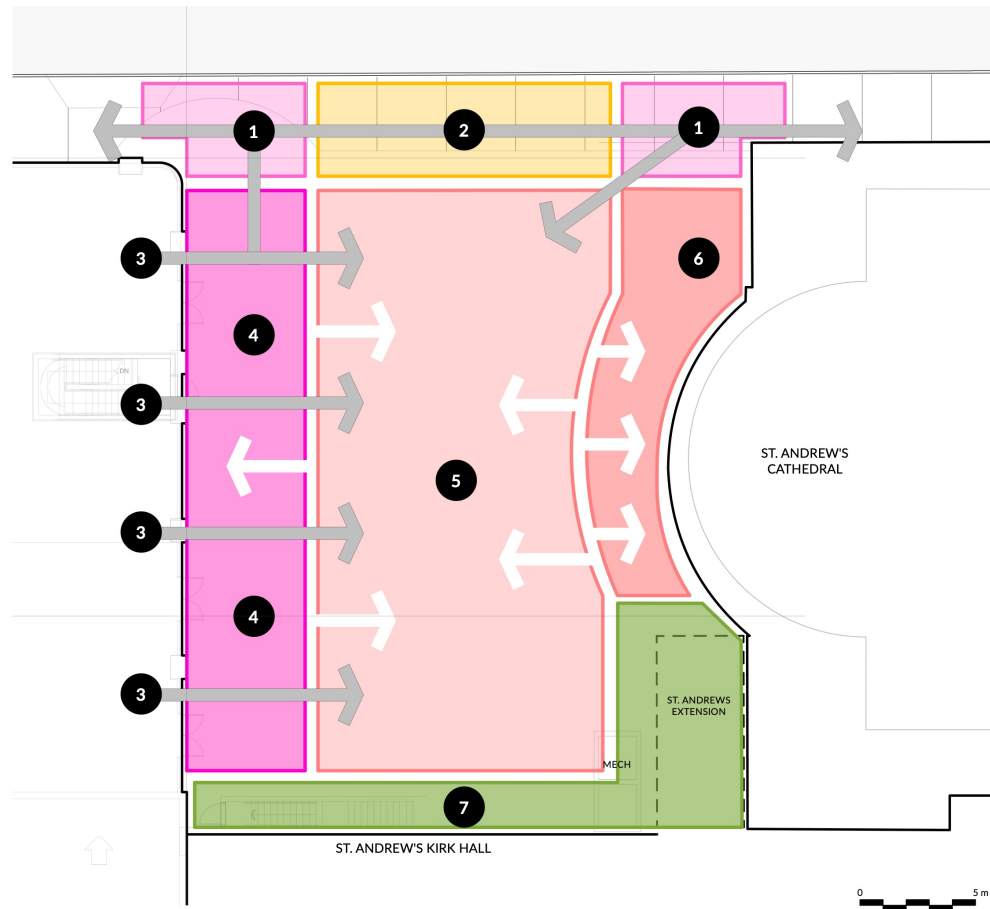 1
2
1
3
6
4
DN
3
ST. ANDREW'S
CATHEDRAL
5
3
4
3
ST. ANDREWS
EXTENSION
MECH
7
ST. ANDREW'S KIRK HALL
0
5 m